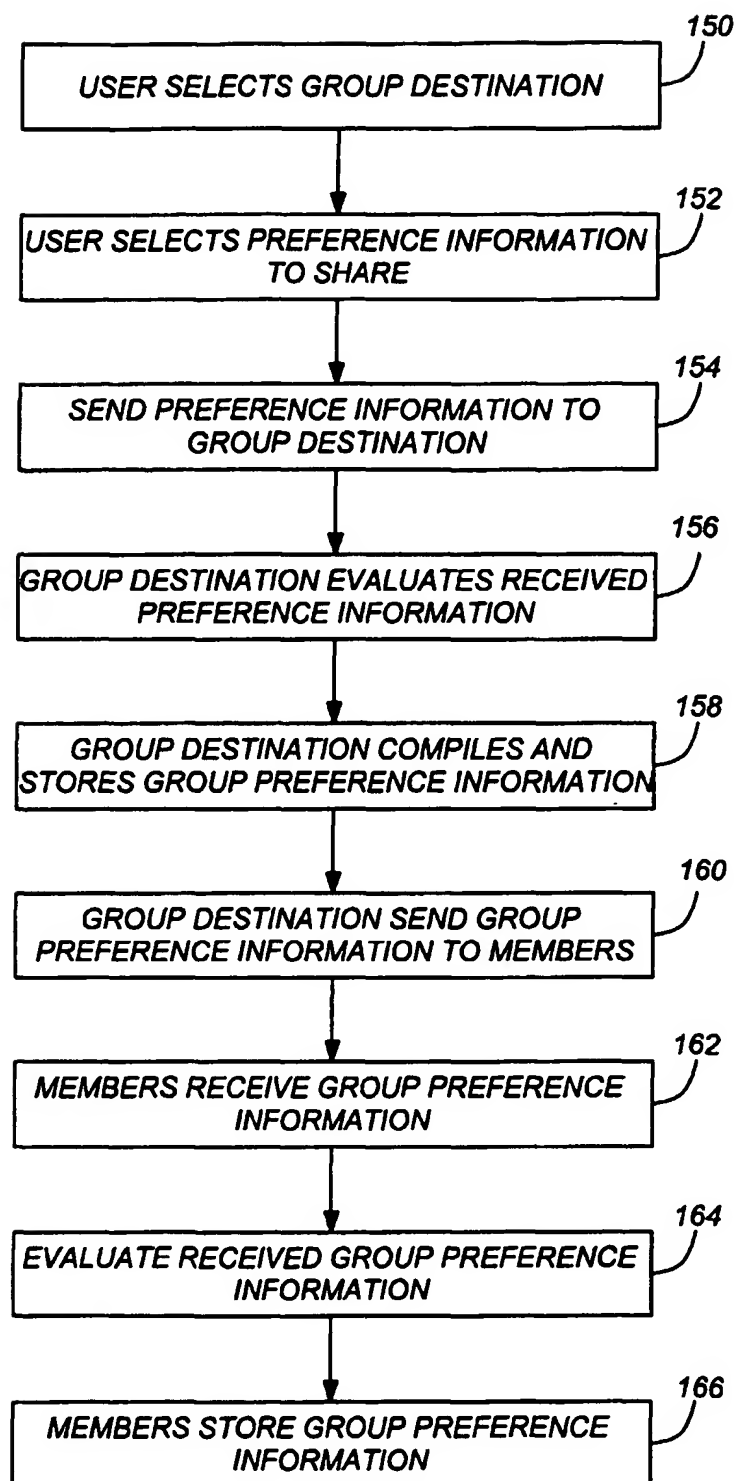 150
USER SELECTS GROUP DESTINATION
152
USER SELECTS PREFERENCE INFORMATION
TO SHARE
154
SEND PREFERENCE INFORMATION TO
GROUP DESTINATION
156
GROUP DESTINATION EVALUATES RECEIVED
PREFERENCE INFORMATION
158
GROUP DESTINATION COMPILES AND
STORES GROUP PREFERENCE INFORMATION
160
GROUP DESTINATION SEND GROUP
PREFERENCE INFORMATION TO MEMBERS
162
MEMBERS RECEIVE GROUP PREFERENCE
INFORMATION
164
EVALUATE RECEIVED GROUP PREFERENCE
INFORMATION
166
MEMBERS STORE GROUP PREFERENCE
INFORMATION